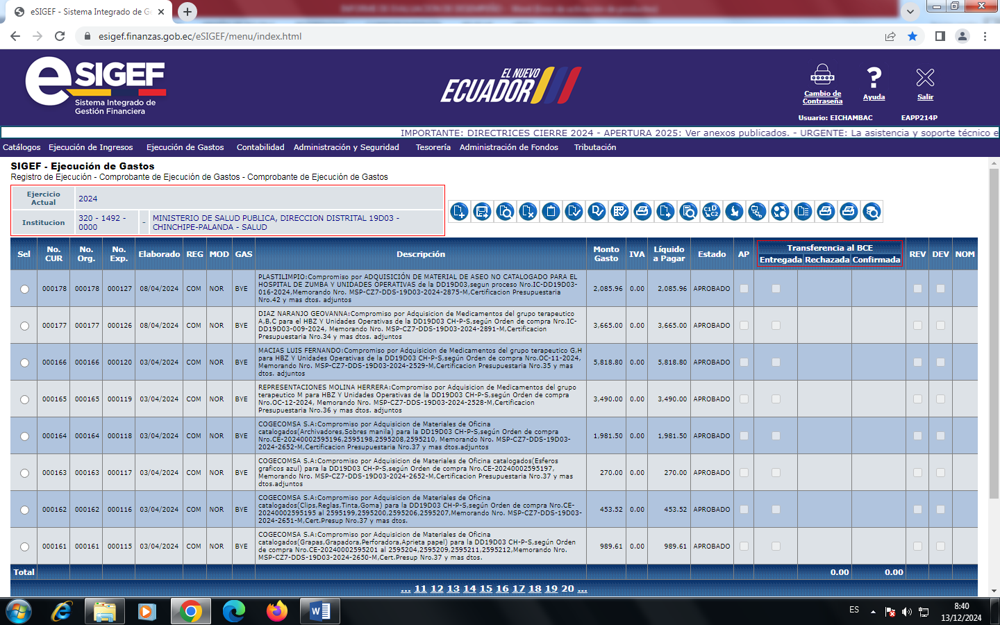 eSIGEF - Sistema Integrado de G
esigef.finanzas.gob.ec/eSIGEF/menu/index.html
eSIGEF
Sistema Integrado de
Gestión Financiera
EL NUEVO
ECUADOR
Cambio de
Contraseña
Ayuda
Salir
Usuario: EICHAMBAC
EAPP214P
IMPORTANTE: DIRECTRICES CIERRE 2024 - APERTURA 2025: Ver anexos publicados. - URGENTE: La asistencia y soporte técnico e
Catálogos Ejecución de Ingresos Ejecución de Gastos Contabilidad Administración y Seguridad Tesorería Administración de Fondos Tributación
SIGEF - Ejecución de Gastos
Registro de Ejecución - Comprobante de Ejecución de Gastos - Comprobante de Ejecución de Gastos
Ejercicio Actual 2024
Institucion 320 - 1492 - 0000 - MINISTERIO DE SALUD PUBLICA, DIRECCION DISTRITAL 19D03 - CHINCHIPE-PALANDA - SALUD
Sel No. CUR No. Org. No. Exp. Elaborado REG MOD GAS Descripción Monto Gasto IVA Líquido a Pagar Estado AP Transferencia al BCE Entregada Rechazada Confirmada REV DEV NOM
000178 000178 000127 08/04/2024 COM NOR BYE
PLASTILIMPIO:Compromiso por ADQUISICIÓN DE MATERIAL DE ASEO NO CATALOGADO PARA EL
HOSPITAL DE ZUMBA Y UNIDADES OPERATIVAS de la DD19D03,segun proceso Nro.IC-DD19D03-
016-2024,Memorando Nro. MSP-CZ7-DDS-19D03-2024-2875-M,Certificacion Presupuestaria
Nro.42 y mas dtos. adjuntos
2,085.96 0.00 2,085.96 APROBADO
000177 000177 000126 08/04/2024 COM NOR BYE
DIAZ NARANJO GEOVANNA:Compromiso por Adquisicion de Medicamentos del grupo terapeutico
A,B,C para el HBZ Y Unidades Operativas de la DD19D03 CH-P-S,según Orden de compra Nro.IC-
DD19D03-009-2024, Memorando Nro. MSP-CZ7-DDS-19D03-2024-2891-M,Certificacion
Presupuestaria Nro.34 y mas dtos. adjuntos
3,665.00 0.00 3,665.00 APROBADO
000166 000166 000120 03/04/2024 COM NOR BYE
MACIAS LUIS FERNANDO:Compromiso por Adquisicion de Medicamentos del grupo terapeutico G,H
para HBZ Y Unidades Operativas de la DD19D03 CH-P-S,según Orden de compra Nro.OC-11-2024,
Memorando Nro. MSP-CZ7-DDS-19D03-2024-2529-M,Certificacion Presupuestaria Nro.35 y mas
dtos. adjuntos
5,818.80 0.00 5,818.80 APROBADO
000165 000165 000119 03/04/2024 COM NOR BYE
REPRESENTACIONES MOLINA HERRERA:Compromiso por Adquisicion de Medicamentos del grupo
terapeutico M para HBZ Y Unidades Operativas de la DD19D03 CH-P-S,según Orden de compra
Nro.OC-12-2024, Memorando Nro. MSP-CZ7-DDS-19D03-2024-2528-M,Certificacion
Presupuestaria Nro.36 y mas dtos. adjuntos
3,490.00 0.00 3,490.00 APROBADO
000164 000164 000118 03/04/2024 COM NOR BYE
COGECOMSA S.A:Compromiso por Adquisicion de Materiales de Oficina
catalogados(Archivadores,Sobres manila) para la DD19D03 CH-P-S,según Orden de compra
Nro.CE-20240002595196,2595198,2595208,2595210, Memorando Nro. MSP-CZ7-DDS-19D03-
2024-2652-M,Certificacion Presupuestaria Nro.37 y mas dtos.adjuntos
1,981.50 0.00 1,981.50 APROBADO
000163 000163 000117 03/04/2024 COM NOR BYE
COGECOMSA S.A:Compromiso por Adquisicion de Materiales de Oficina catalogados(Esferos
graficos azul) para la DD19D03 CH-P-S,según Orden de compra Nro.CE-20240002595197,
Memorando Nro. MSP-CZ7-DDS-19D03-2024-2652-M,Certificacion Presupuestaria Nro.37 y mas
dtos.adjuntos
270.00 0.00 270.00 APROBADO
000162 000162 000116 03/04/2024 COM NOR BYE
COGECOMSA S.A:Compromiso por Adquisicion de Materiales de Oficina
catalogados(Clips,Reglas,Tinta,Goma) para la DD19D03 CH-P-S,según Orden de compra Nro.CE-
20240002595195 al 2595199,2595200,2595206,2595207,Memorando Nro. MSP-CZ7-DDS-19D03-
2024-2651-M,Cert.Presup Nro.37 y mas dtos.
453.52 0.00 453.52 APROBADO
000161 000161 000115 03/04/2024 COM NOR BYE
COGECOMSA S.A:Compromiso por Adquisicion de Materiales de Oficina
catalogados(Grapas,Grapadora,Perforadora,Aprieta papel) para la DD19D03 CH-P-S,según Orden
de compra Nro.CE-20240002595201 al 2595204,2595209,2595211,2595212,Memorando Nro.
MSP-CZ7-DDS-19D03-2024-2650-M,Cert.Presup Nro.37 y mas dtos.
989.61 0.00 989.61 APROBADO
Total 0.00 0.00
... 11 12 13 14 15 16 17 18 19 20 ...
ES
8:40
13/12/2024